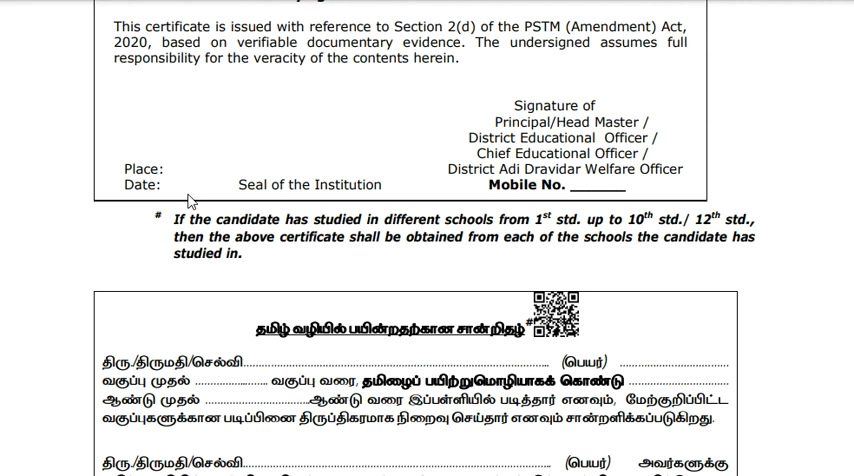 This certificate is issued with reference to Section 2(d) of the PSTM (Amendment) Act,
2020, based on verifiable documentary evidence. The undersigned assumes full
responsibility for the veracity of the contents herein.
Signature of
Principal/Head Master /
District Educational Officer /
Chief Educational Officer /
Place: District Adi Dravidar Welfare Officer
Date: Seal of the Institution Mobile No. _______
# If the candidate has studied in different schools from 1st std. up to 10th std./ 12th std.,
then the above certificate shall be obtained from each of the schools the candidate has
studied in.
தமிழ் வழியில் பயின்றதற்கான சான்றிதழ்#
திரு./திருமதி/செல்வி............................................................(பெயர்) ..............................
வகுப்பு முதல் .................. வகுப்பு வரை, தமிழைப் பயிற்றுமொழியாகக் கொண்டு .........................
ஆண்டு முதல் ..........................ஆண்டு வரை இப்பள்ளியில் படித்தார் எனவும், மேற்குறிப்பிட்ட
வகுப்புகளுக்கான படிப்பினை திருப்திகரமாக நிறைவு செய்தார் எனவும் சான்றளிக்கப்படுகிறது.
திரு./திருமதி/செல்வி............................................................ (பெயர்) அவர்களுக்கு